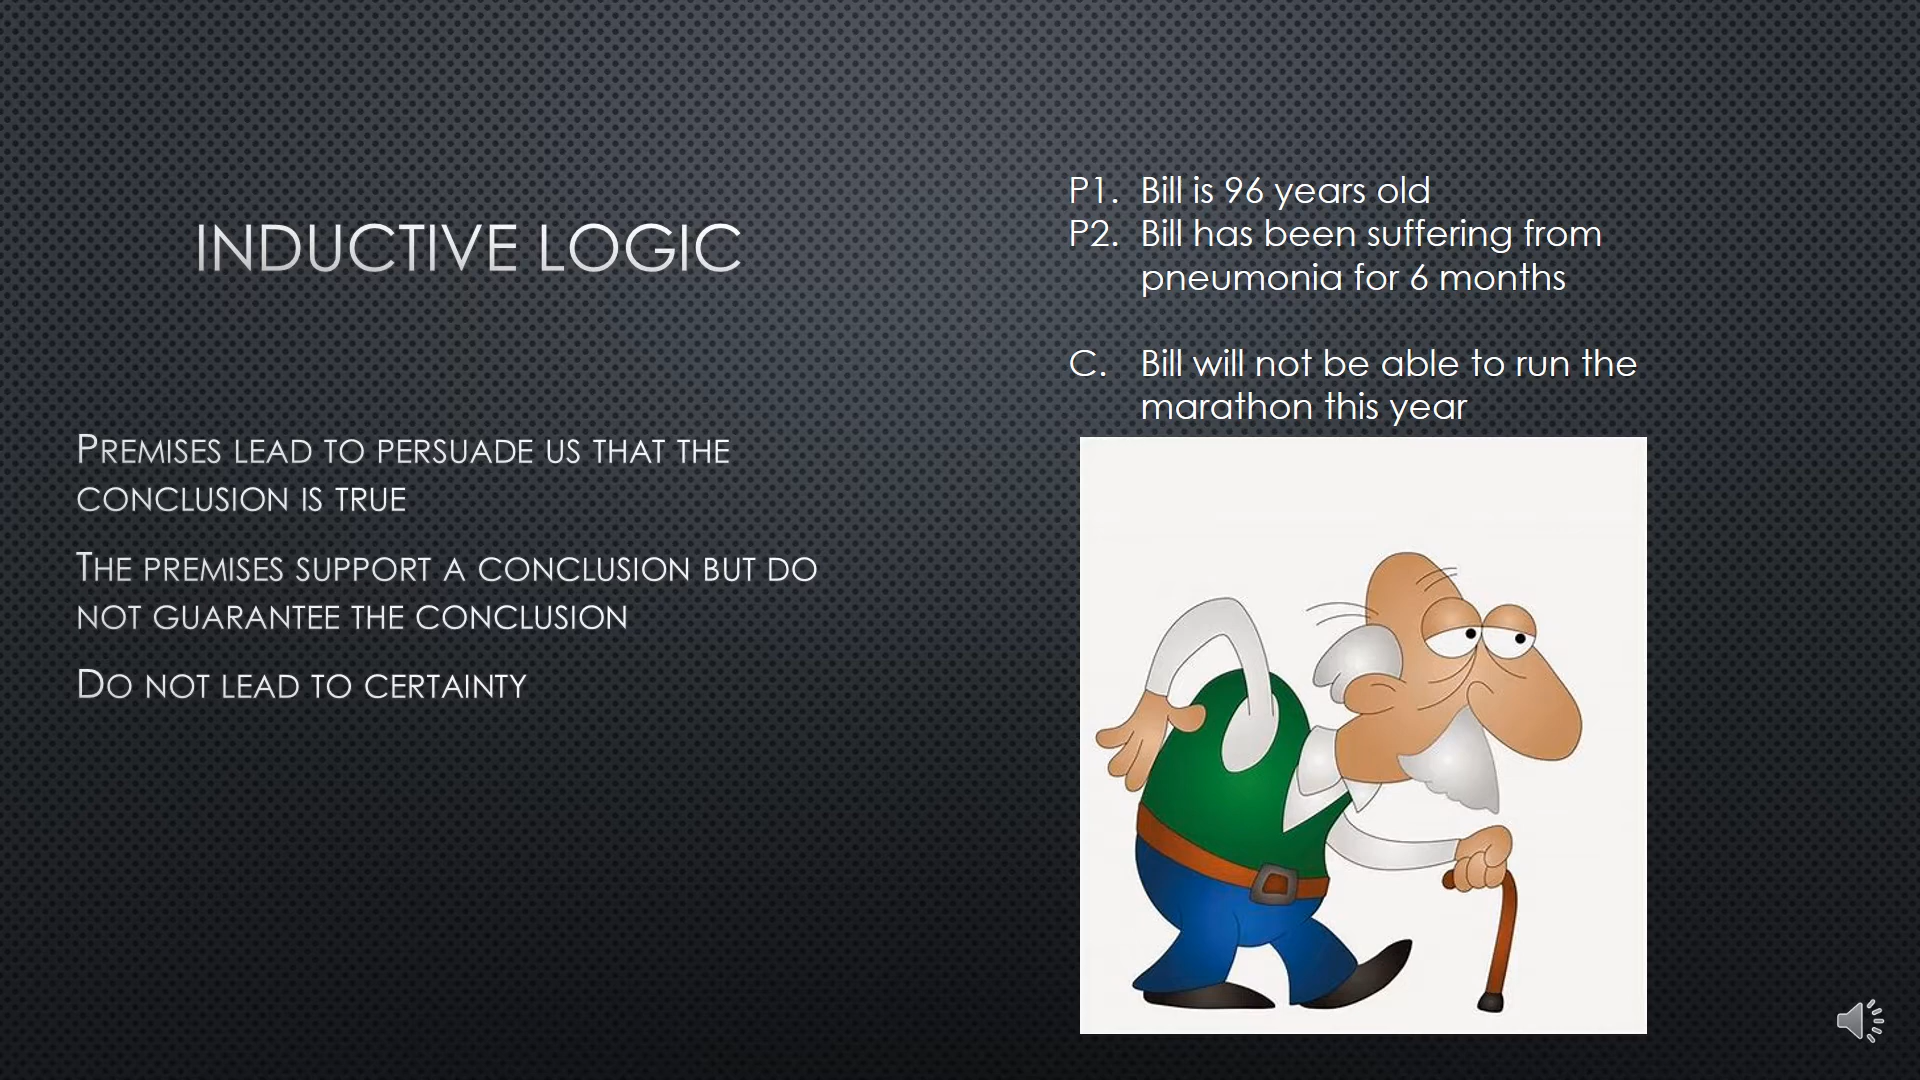 INDUCTIVE LOGIC
PREMISES LEAD TO PERSUADE US THAT THE
CONCLUSION IS TRUE
THE PREMISES SUPPORT A CONCLUSION BUT DO
NOT GUARANTEE THE CONCLUSION
DO NOT LEAD TO CERTAINTY
P1. Bill is 96 years old
P2. Bill has been suffering from
pneumonia for 6 months
C. Bill will not be able to run the
marathon this year